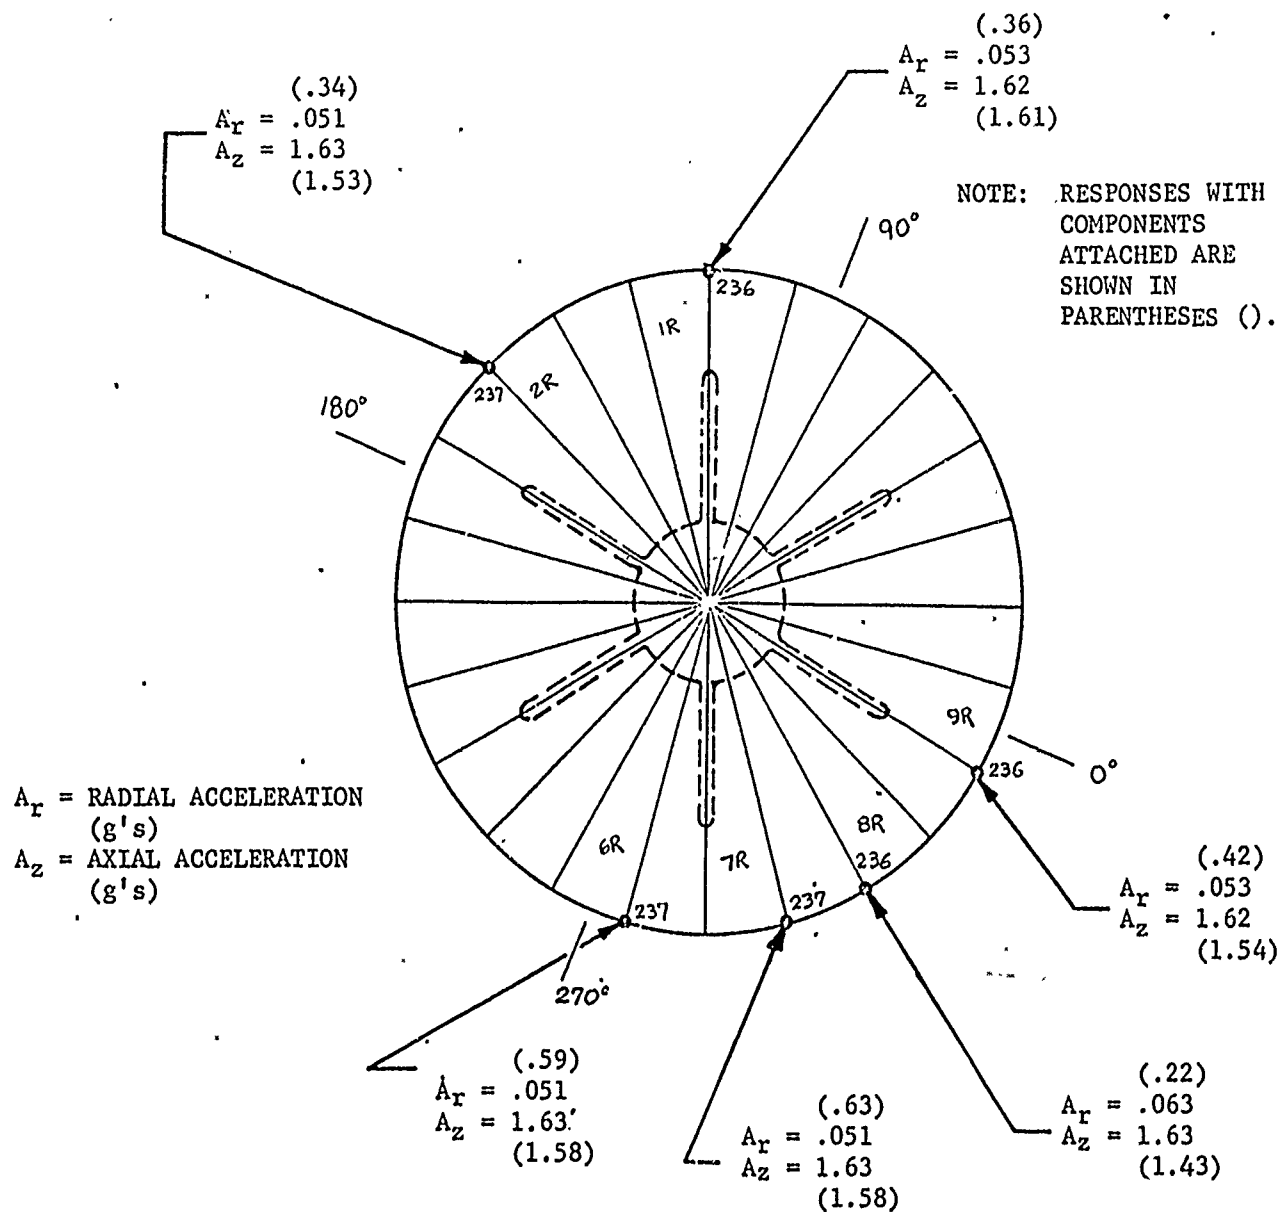 (.36)
Ar = .053
Az = 1.62
(1.61)
(.34)
Ar = .051
Az = 1.63
(1.53)
NOTE: RESPONSES WITH
COMPONENTS
ATTACHED ARE
SHOWN IN
PARENTHESES ().
90°
236
1R
2R
237
180°
9R
236
0°
8R
236
7R
237
6R
237
270°
Ar = RADIAL ACCELERATION
(g's)
Az = AXIAL ACCELERATION
(g's)
(.42)
Ar = .053
Az = 1.62
(1.54)
(.59)
Ar = .051
Az = 1.63
(1.58)
(.63)
Ar = .051
Az = 1.63
(1.58)
(.22)
Ar = .063
Az = 1.63
(1.43)